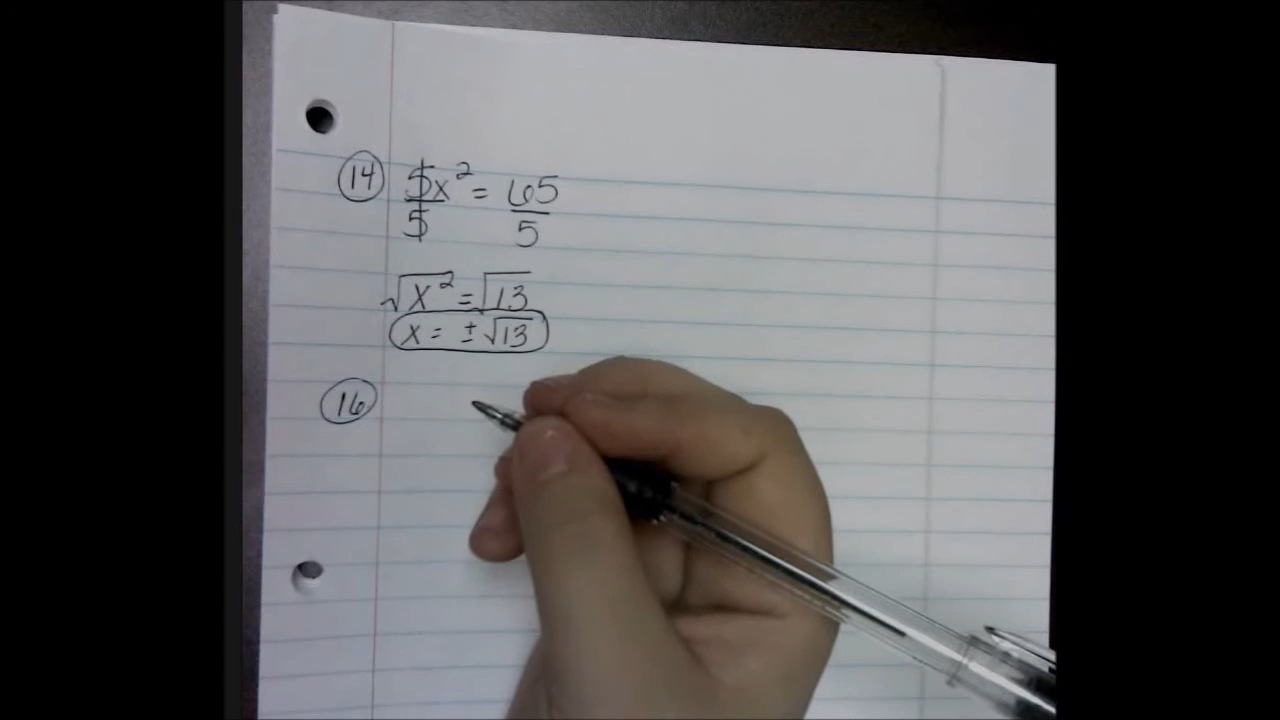 14 5x² = 65
5 5
√x² = √13
x = ±√13
16